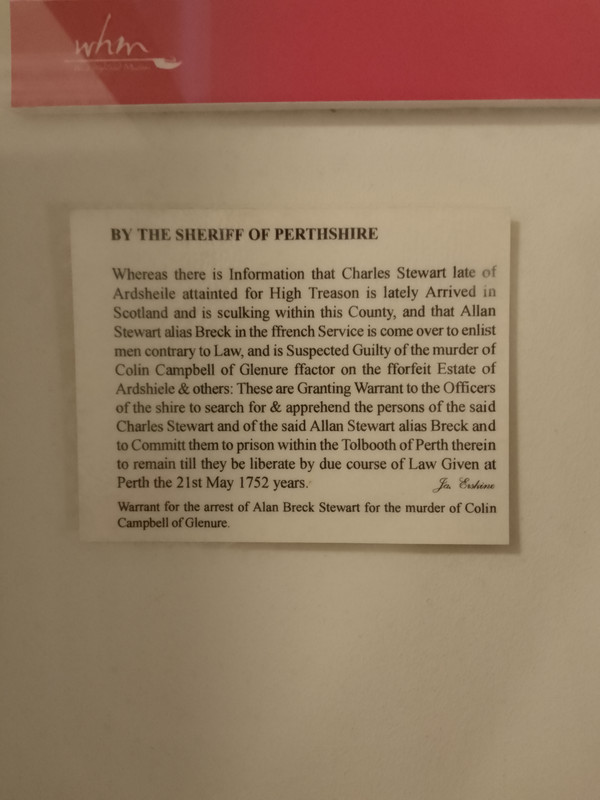 whm
BY THE SHERIFF OF PERTHSHIRE
Whereas there is Information that Charles Stewart late of
Ardsheile attainted for High Treason is lately Arrived in
Scotland and is sculking within this County, and that Allan
Stewart alias Breck in the ffrench Service is come over to enlist
men contrary to Law, and is Suspected Guilty of the murder of
Colin Campbell of Glenure ffactor on the fforfeit Estate of
Ardshiele & others: These are Granting Warrant to the Officers
of the shire to search for & apprehend the persons of the said
Charles Stewart and of the said Allan Stewart alias Breck and
to Committ them to prison within the Tolbooth of Perth therein
to remain till they be liberate by due course of Law Given at
Perth the 21st May 1752 years. Ja. Erskine
Warrant for the arrest of Alan Breck Stewart for the murder of Colin
Campbell of Glenure.